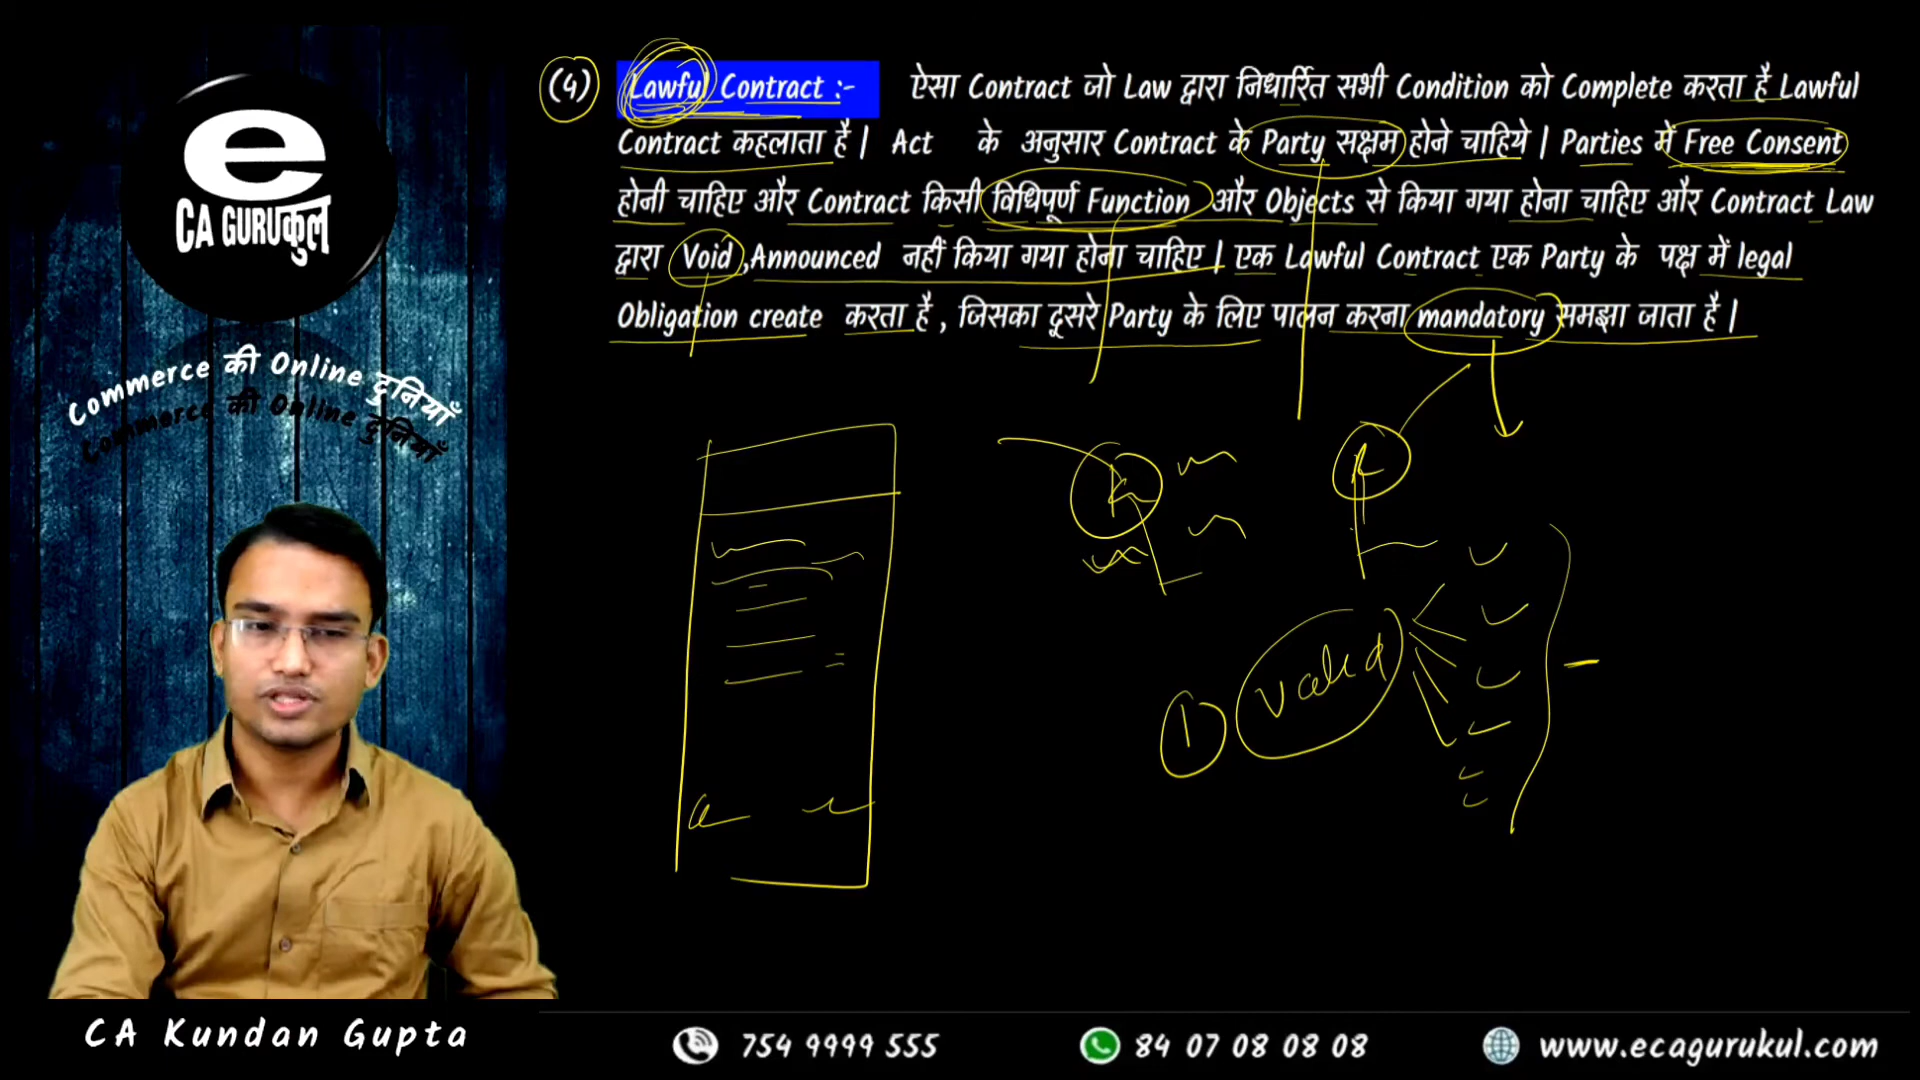 (4) Lawful Contract :- ऐसा Contract जो Law द्वारा निधार्रित सभी Condition को Complete करता है Lawful
Contract कहलाता है | Act के अनुसार Contract के Party सक्षम होने चाहिये | Parties में Free Consent
होनी चाहिए और Contract किसी विधिपूर्ण Function और Objects से किया गया होना चाहिए और Contract Law
द्वारा Void ,Announced नहीं किया गया होना चाहिए | एक Lawful Contract एक Party के पक्ष में legal
Obligation create करता है , जिसका दूसरे Party के लिए पालन करना mandatory समझा जाता है |
e
CA GURUकुल
Commerce की Online दुनियाँ
Commerce की Online दुनियाँ
① Valid
CA Kundan Gupta
754 9999 555
84 07 08 08 08
www.ecagurukul.com